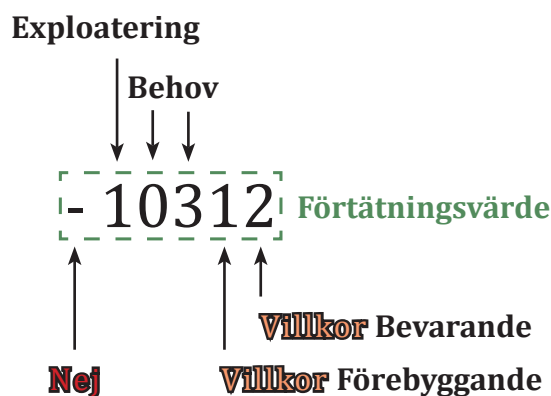 Exploatering
Behov
- 10312 Förtätningsvärde
Villkor Bevarande
Nej Villkor Förebyggande